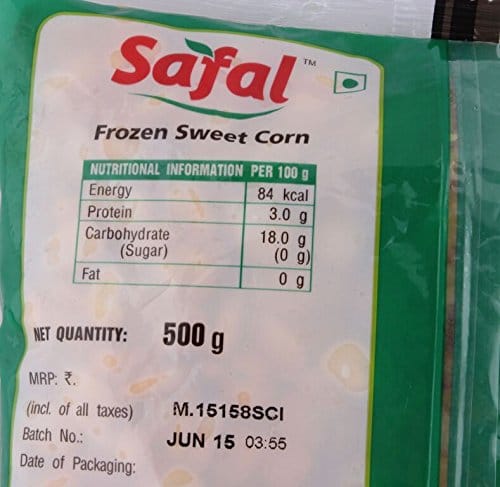 Safal TM
Frozen Sweet Corn
NUTRITIONAL INFORMATION PER 100 g
Energy 84 kcal
Protein 3.0 g
Carbohydrate 18.0 g
(Sugar) (0 g)
Fat 0 g
NET QUANTITY: 500 g
MRP: ₹.
(incl. of all taxes) M.15158SCI
Batch No.: JUN 15 03:55
Date of Packaging: